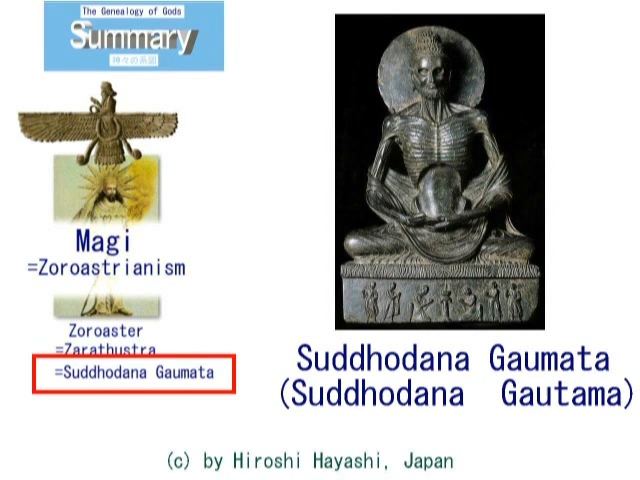 The Genealogy of Gods
Summary
神々の系図
Magi
=Zoroastrianism
Zoroaster
=Zarathustra
=Suddhodana Gaumata
Suddhodana Gaumata
(Suddhodana Gautama)
(c) by Hiroshi Hayashi, Japan